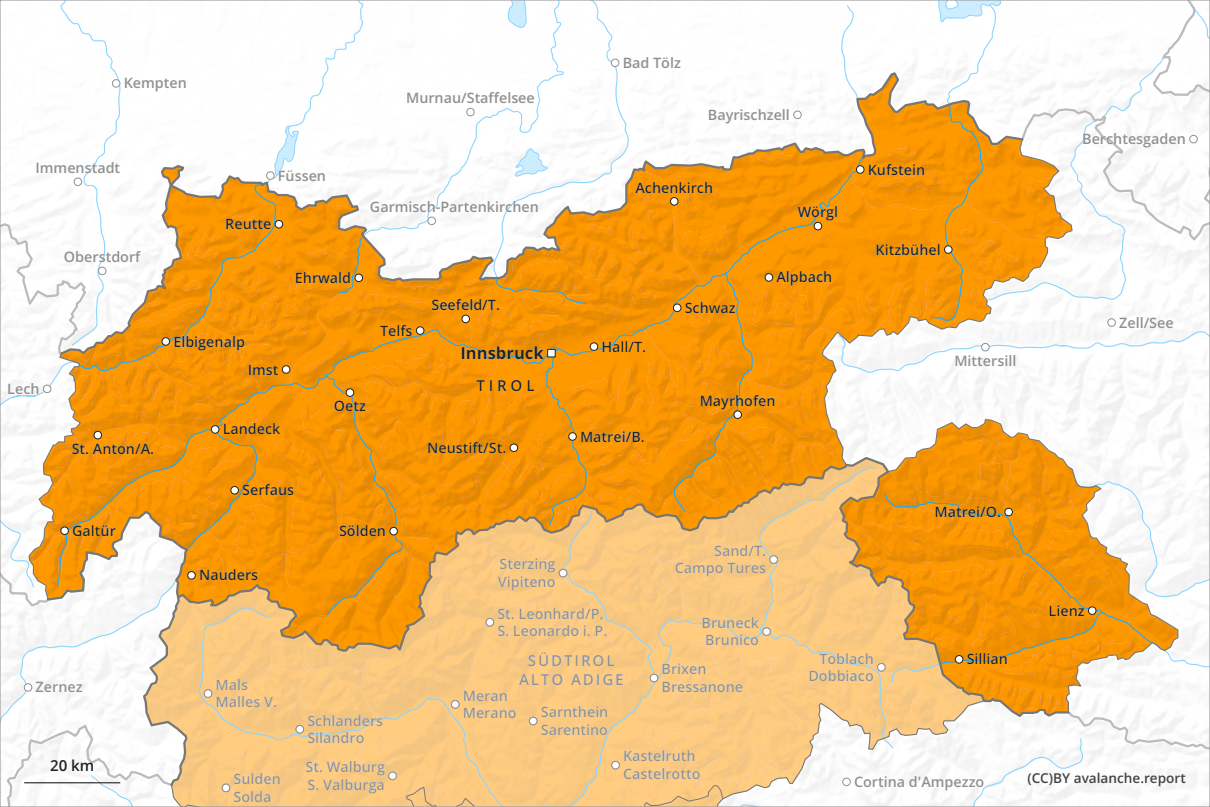 Bad Tölz
Kempten
Murnau/Staffelsee
Bayrischzell
Berchtesgaden
Immenstadt
Füssen
Kufstein
Achenkirch
Garmisch-Partenkirchen
Wörgl
Reutte
Kitzbühel
Oberstdorf
Ehrwald
Alpbach
Seefeld/T.
Schwaz
Zell/See
Telfs
Elbigenalp
Innsbruck
Hall/T.
Mittersill
Imst
TIROL
Lech
Oetz
Mayrhofen
Landeck
Matrei/B.
St. Anton/A.
Neustift/St.
Serfaus
Matrei/O.
Galtür
Sölden
Sand/T.
Campo Tures
Sterzing
Vipiteno
Nauders
Lienz
St. Leonhard/P.
S. Leonardo i. P.
Bruneck
Brunico
SÜDTIROL
ALTO ADIGE
Toblach
Dobbiaco
Sillian
Brixen
Bressanone
Zernez
Mals
Malles V.
Meran
Merano
Sarnthein
Sarentino
Schlanders
Silandro
Kastelruth
Castelrotto
St. Walburg
S. Valburga
20 km
Sulden
Solda
Cortina d'Ampezzo
(CC)BY avalanche.report